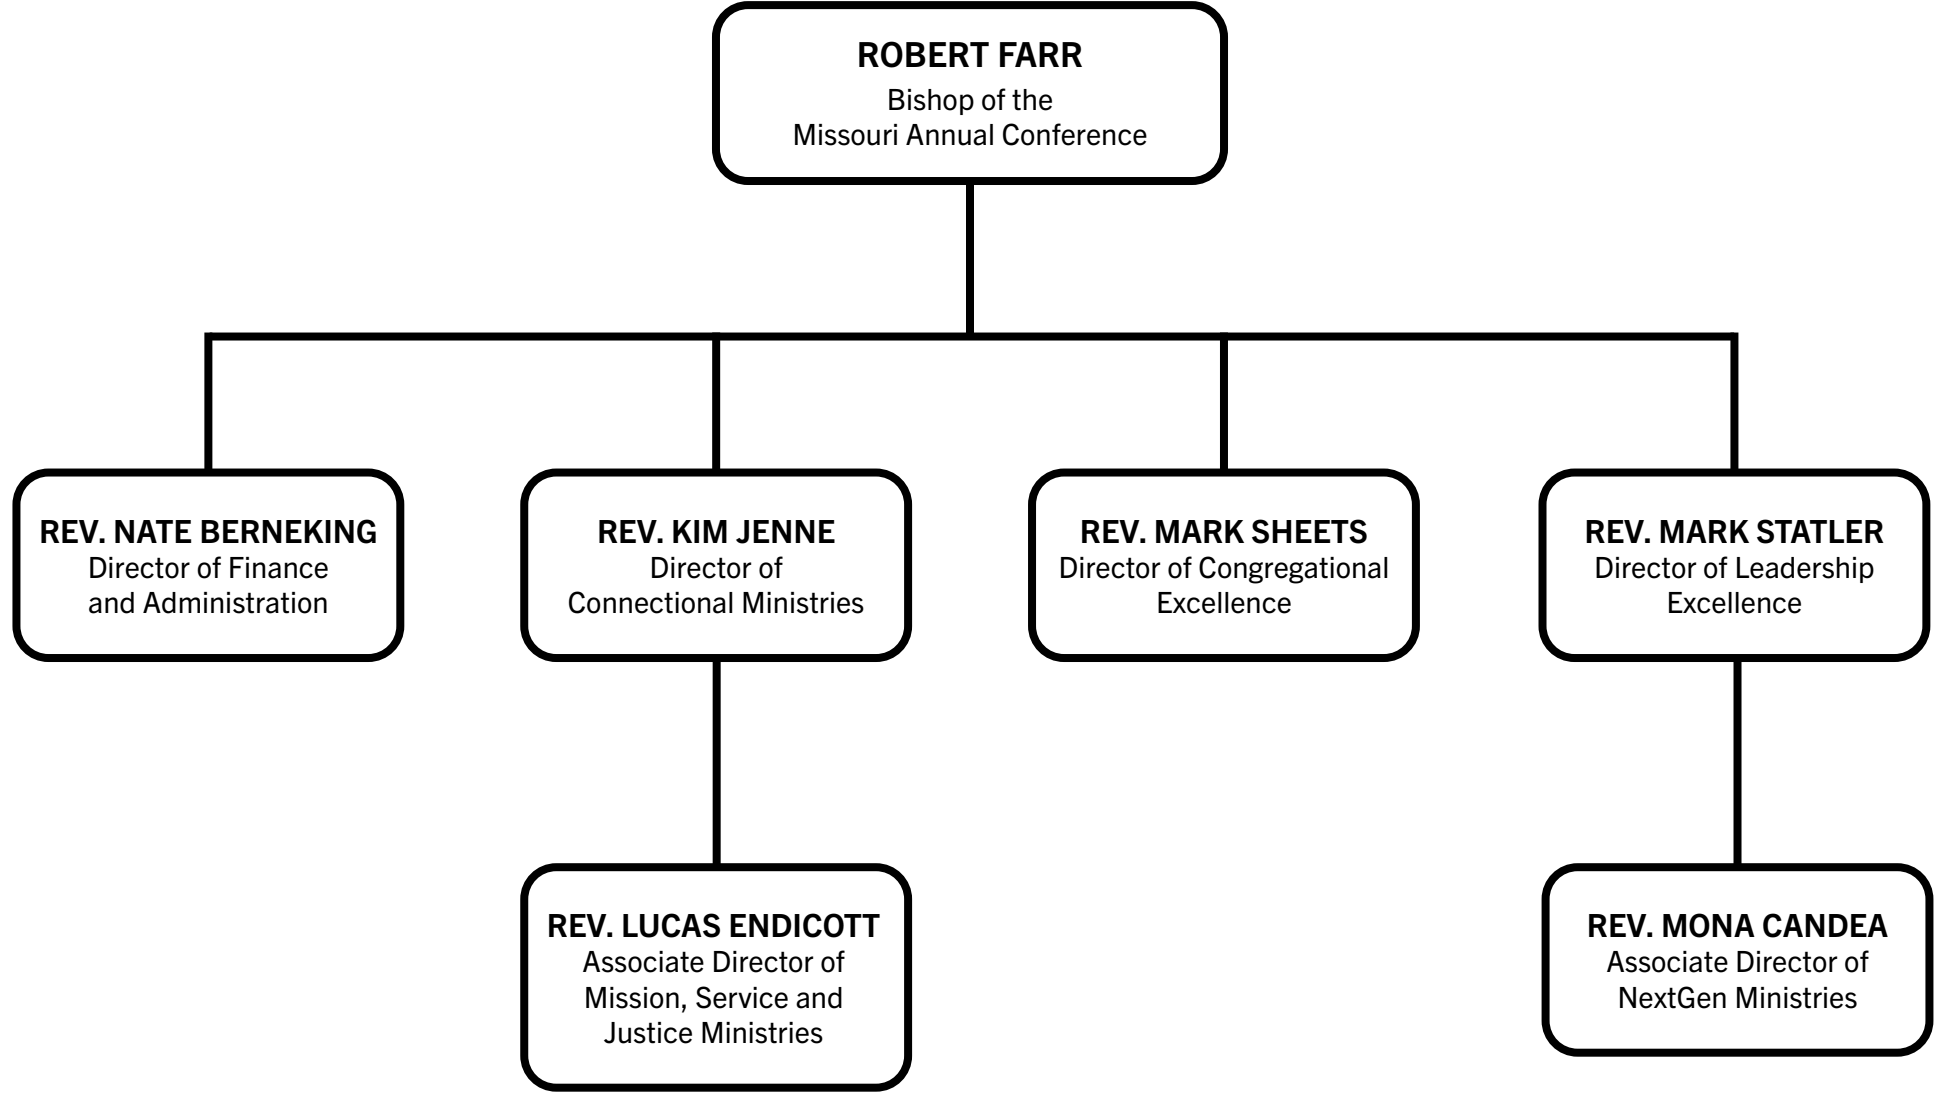 ROBERT FARR
Bishop of the
Missouri Annual Conference
REV. NATE BERNEKING
Director of Finance
and Administration
REV. KIM JENNE
Director of
Connectional Ministries
REV. MARK SHEETS
Director of Congregational
Excellence
REV. MARK STATLER
Director of Leadership
Excellence
REV. LUCAS ENDICOTT
Associate Director of
Mission, Service and
Justice Ministries
REV. MONA CANDEA
Associate Director of
NextGen Ministries